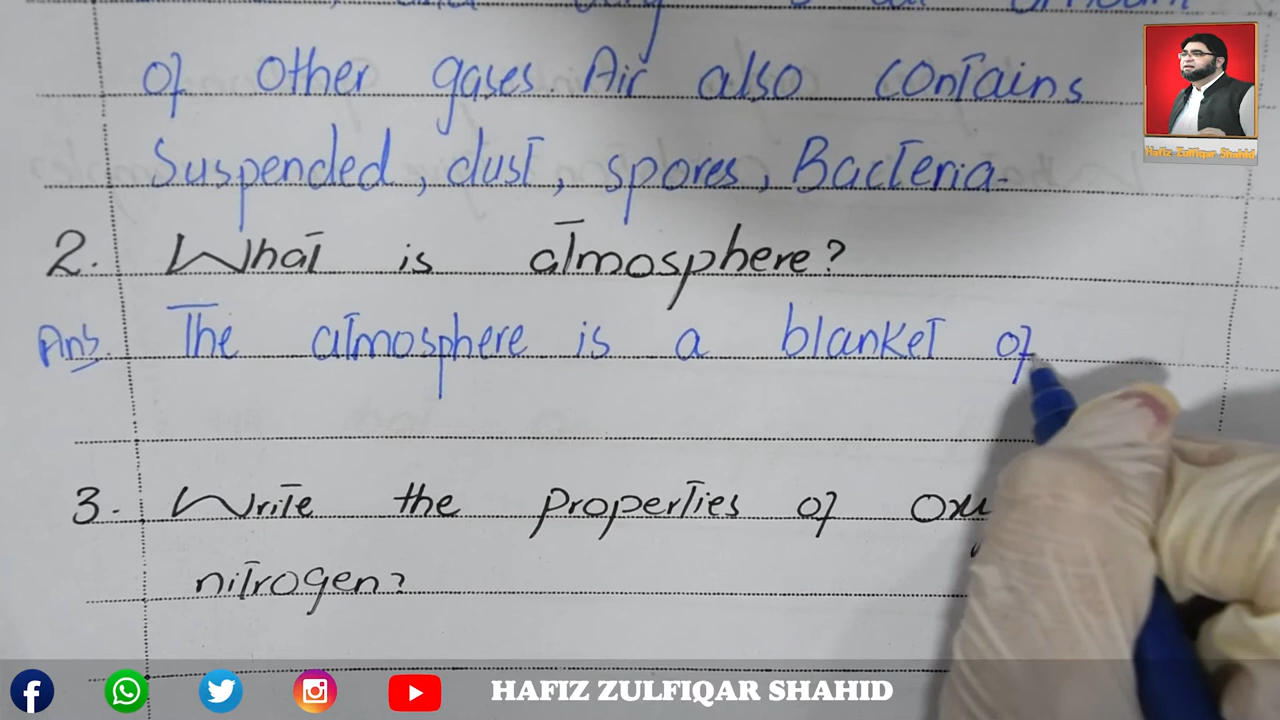 of other gases. Air also contains
Suspended, dust, spores, Bacteria.
2. What is atmosphere?
Ans. The atmosphere is a blanket of
3. Write the properties of
nitrogen?
Hafiz Zulfiqar Shahid
HAFIZ ZULFIQAR SHAHID